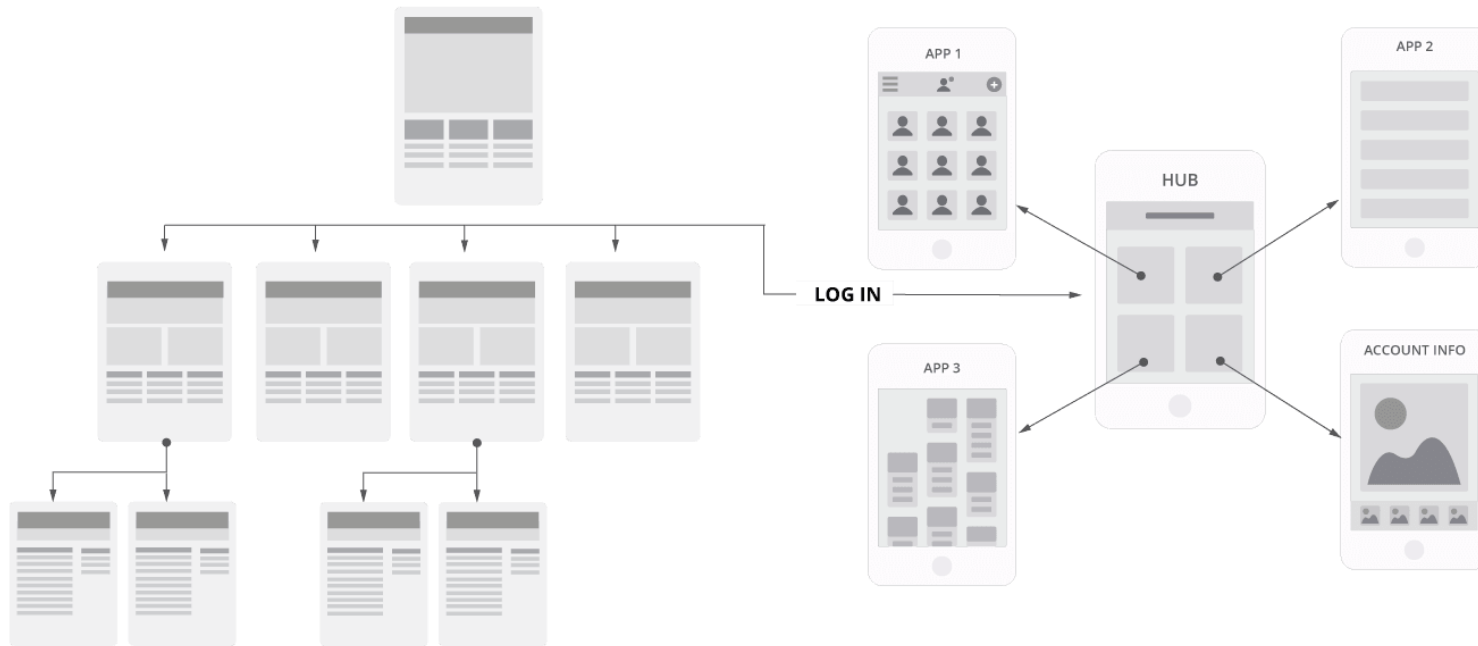 APP 1
APP 2
HUB
LOG IN
APP 3
ACCOUNT INFO